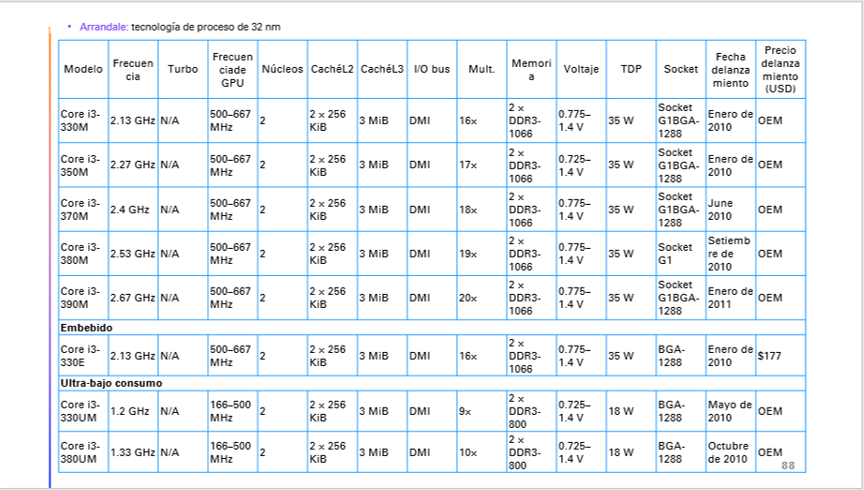 • Arrandale: tecnología de proceso de 32 nm
Modelo Frecuen cia Turbo Frecuen ciade GPU Núcleos CachéL2 CachéL3 I/O bus Mult. Memori a Voltaje TDP Socket Fecha delanza miento Precio delanza miento (USD)
Core i3-330M 2.13 GHz N/A 500–667 MHz 2 2 × 256 KiB 3 MiB DMI 16× 2 × DDR3-1066 0.775–1.4 V 35 W Socket G1BGA-1288 Enero de 2010 OEM
Core i3-350M 2.27 GHz N/A 500–667 MHz 2 2 × 256 KiB 3 MiB DMI 17× 2 × DDR3-1066 0.725–1.4 V 35 W Socket G1BGA-1288 Enero de 2010 OEM
Core i3-370M 2.4 GHz N/A 500–667 MHz 2 2 × 256 KiB 3 MiB DMI 18× 2 × DDR3-1066 0.775–1.4 V 35 W Socket G1BGA-1288 June 2010 OEM
Core i3-380M 2.53 GHz N/A 500–667 MHz 2 2 × 256 KiB 3 MiB DMI 19× 2 × DDR3-1066 0.775–1.4 V 35 W Socket G1 Setiemb re de 2010 OEM
Core i3-390M 2.67 GHz N/A 500–667 MHz 2 2 × 256 KiB 3 MiB DMI 20× 2 × DDR3-1066 0.775–1.4 V 35 W Socket G1BGA-1288 Enero de 2011 OEM
Embebido
Core i3-330E 2.13 GHz N/A 500–667 MHz 2 2 × 256 KiB 3 MiB DMI 16× 2 × DDR3-1066 0.775–1.4 V 35 W BGA-1288 Enero de 2010 $177
Ultra-bajo consumo
Core i3-330UM 1.2 GHz N/A 166–500 MHz 2 2 × 256 KiB 3 MiB DMI 9× 2 × DDR3-800 0.725–1.4 V 18 W BGA-1288 Mayo de 2010 OEM
Core i3-380UM 1.33 GHz N/A 166–500 MHz 2 2 × 256 KiB 3 MiB DMI 10× 2 × DDR3-800 0.725–1.4 V 18 W BGA-1288 Octubre de 2010 OEM
88